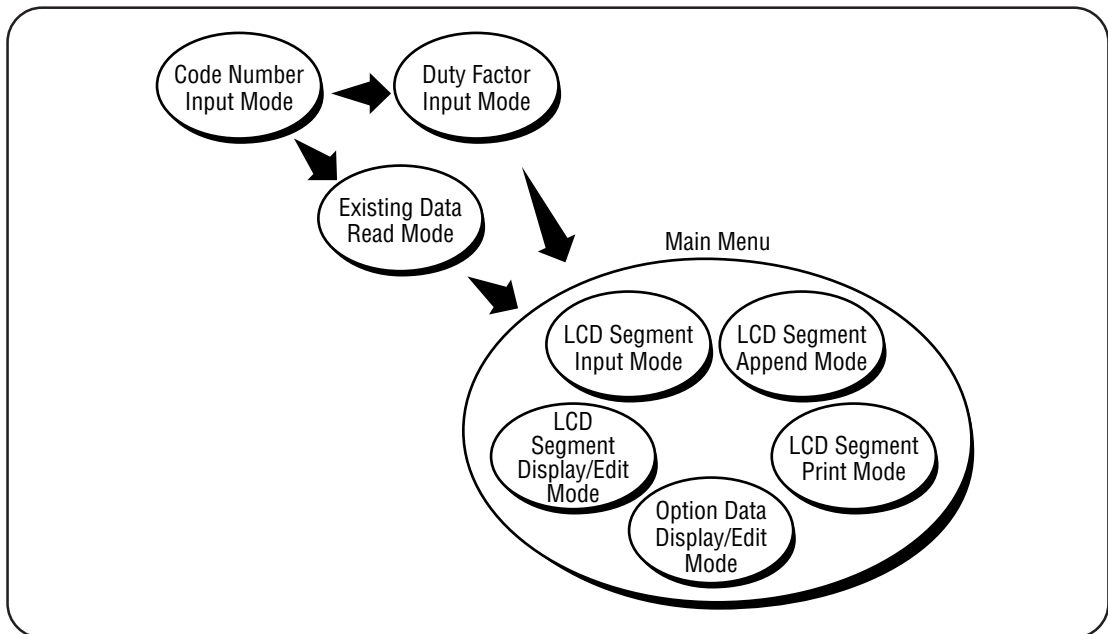 Code Number
Input Mode
Duty Factor
Input Mode
Existing Data
Read Mode
Main Menu
LCD Segment
Input Mode
LCD Segment
Append Mode
LCD
Segment
Display/Edit
Mode
LCD Segment
Print Mode
Option Data
Display/Edit
Mode